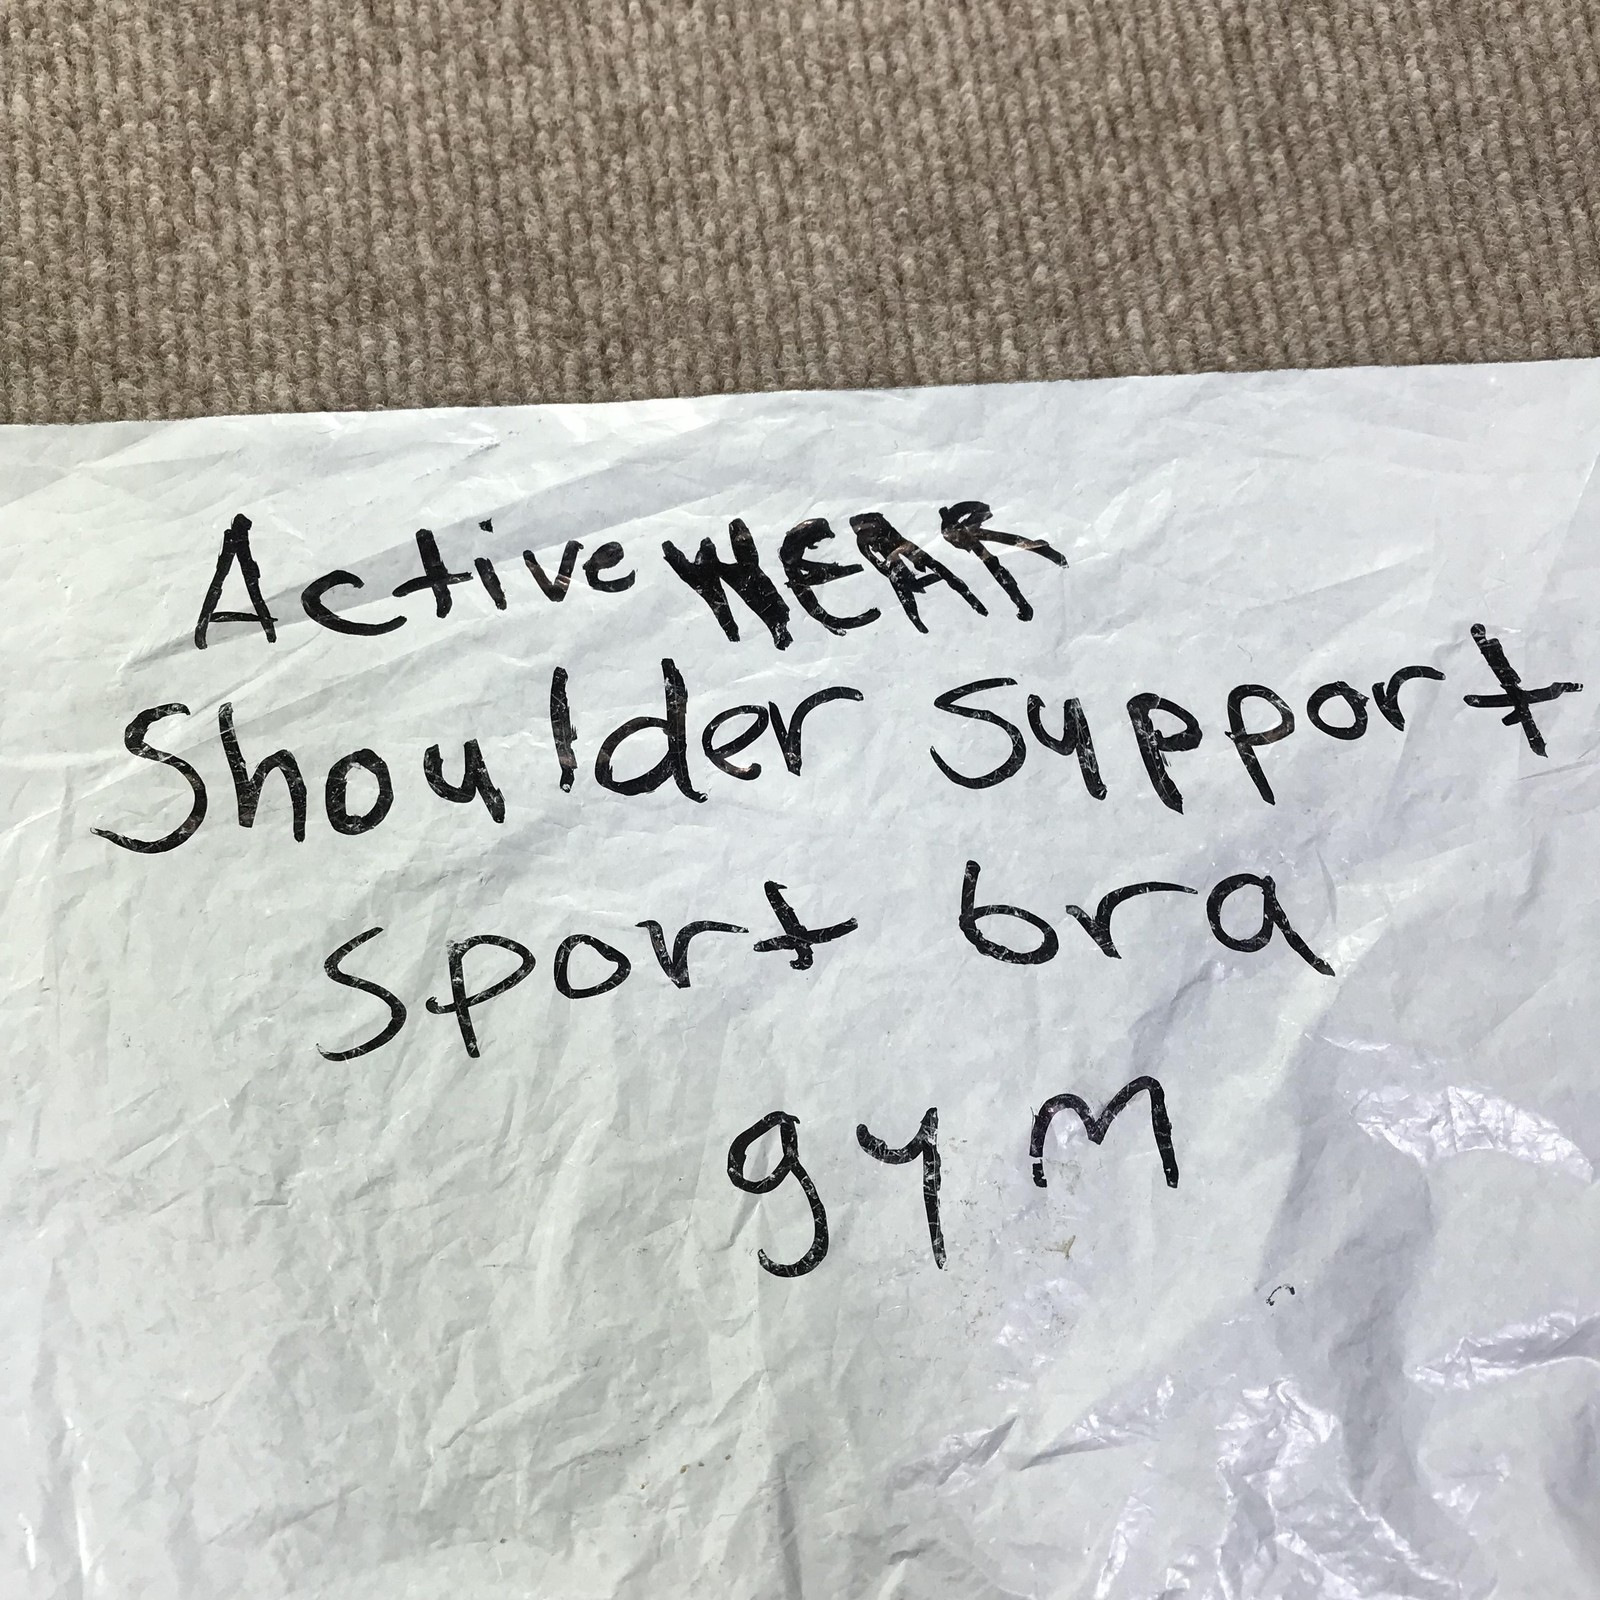 ActiveWEAR
Shoulder Support
Sport bra
gym